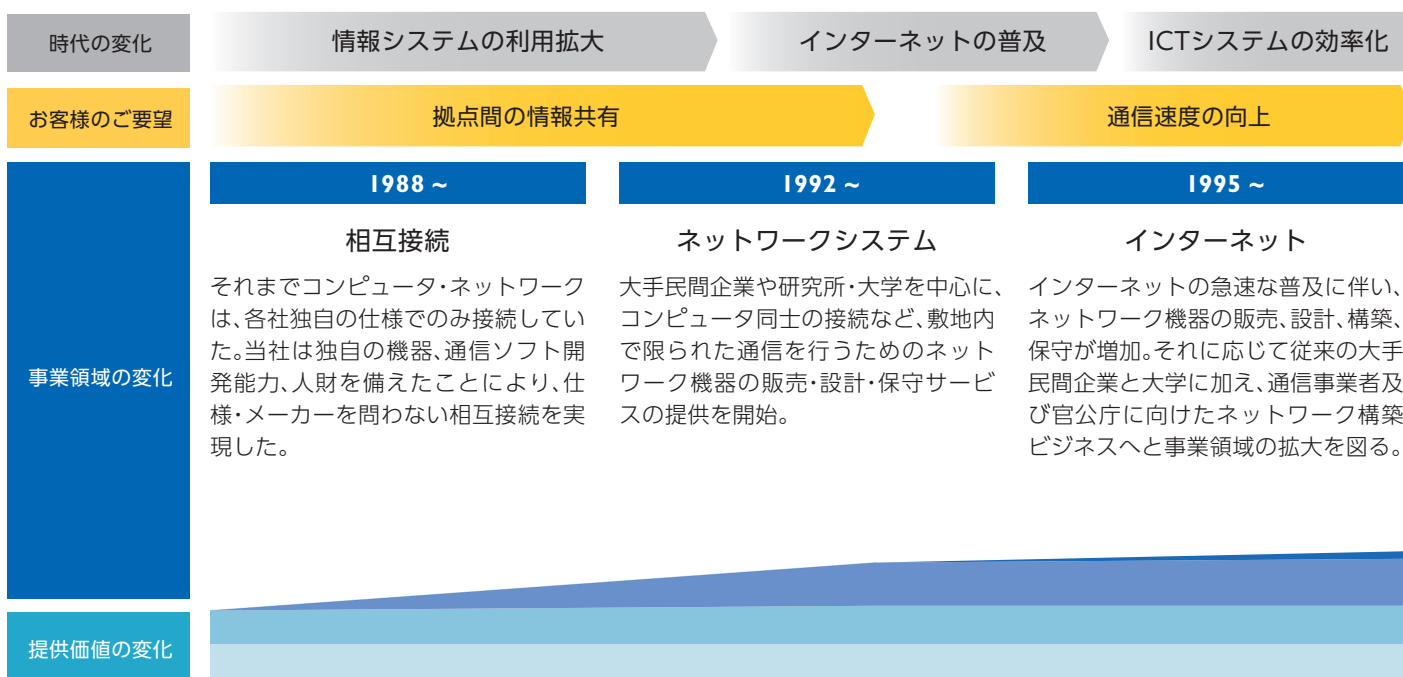 時代の変化
情報システムの利用拡大
インターネットの普及
ICTシステムの効率化
お客様のご要望
拠点間の情報共有
通信速度の向上
事業領域の変化
1988 ~
相互接続
それまでコンピュータ・ネットワーク
は、各社独自の仕様でのみ接続してい
た。当社は独自の機器、通信ソフト開
発能力、人財を備えたことにより、仕
様・メーカーを問わない相互接続を実
現した。
1992 ~
ネットワークシステム
大手民間企業や研究所・大学を中心に、
コンピュータ同士の接続など、敷地内
で限られた通信を行うためのネット
ワーク機器の販売・設計・保守サービ
スの提供を開始。
1995 ~
インターネット
インターネットの急速な普及に伴い、
ネットワーク機器の販売、設計、構築、
保守が増加。それに応じて従来の大手
民間企業と大学に加え、通信事業者及
び官公庁に向けたネットワーク構築
ビジネスへと事業領域の拡大を図る。
提供価値の変化